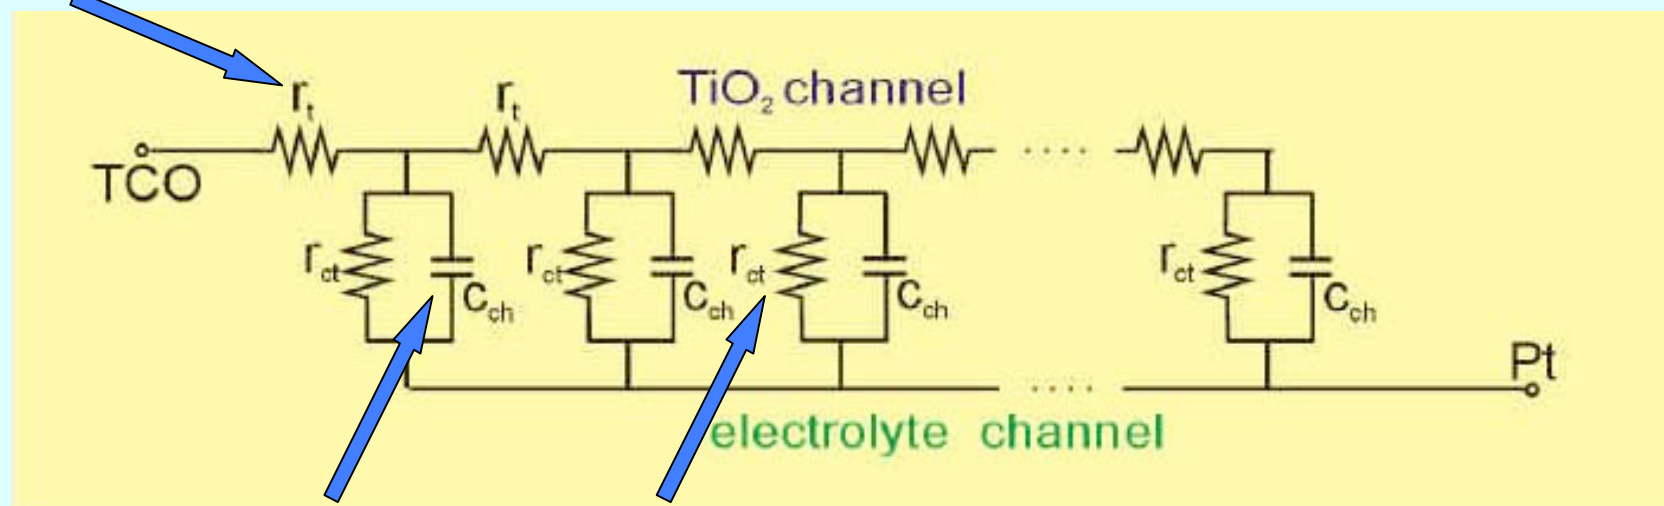 r_t r_t TiO₂ channel
TCO
r_ct c_ch r_ct c_ch r_ct c_ch r_ct c_ch
Pt
electrolyte channel